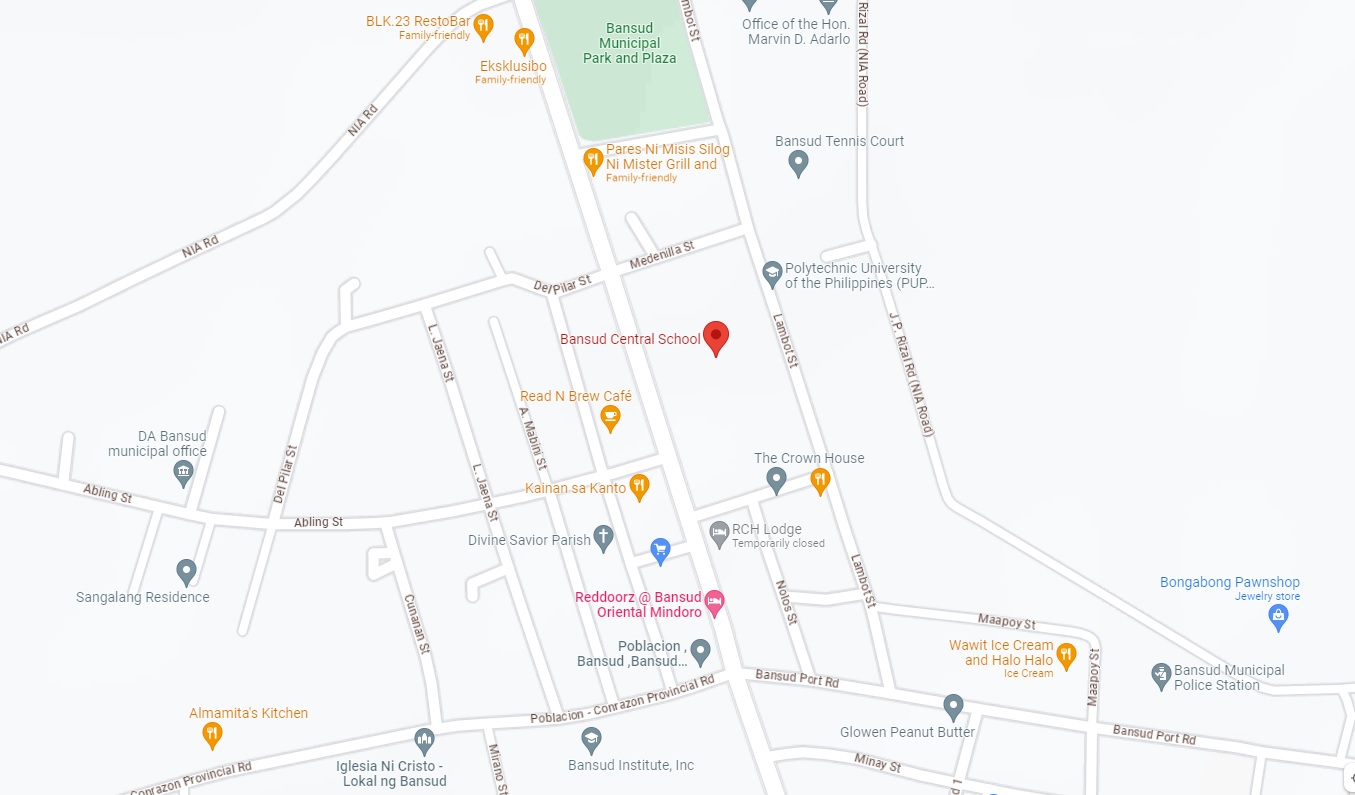 BLK.23 RestoBar
Family-friendly
Eksklusibo
Family-friendly
Bansud
Municipal
Park and Plaza
Lambot St
Office of the Hon.
Marvin D. Adarlo
Rizal Rd (NIA Road)
NIA Rd
Bansud Tennis Court
Pares Ni Misis Silog
Ni Mister Grill and
Family-friendly
NIA Rd
Medenilla St
Del Pilar St
Polytechnic University
of the Philippines (PUP...
NIA Rd
L. Jaena St
Bansud Central School
Lambot St
J.P. Rizal Rd (NIA Road)
Read N Brew Café
A. Mabini St
DA Bansud
municipal office
Del Pilar St
L. Jaena St
The Crown House
Abling St
Kainan sa Kanto
Abling St
Divine Savior Parish
RCH Lodge
Temporarily closed
Sangalang Residence
Reddoorz @ Bansud
Oriental Mindoro
Nolos St
Lambot St
Bongabong Pawnshop
Jewelry store
Cunanan St
Maapoy St
Poblacion ,
Bansud ,Bansud...
Wawit Ice Cream
and Halo Halo
Ice Cream
Maapoy St
Bansud Municipal
Police Station
Bansud Port Rd
Poblacion - Conrazon Provincial Rd
Almamita's Kitchen
Glowen Peanut Butter
Bansud Port Rd
Iglesia Ni Cristo -
Lokal ng Bansud
Mirano St
Bansud Institute, Inc
Minay St
Conrazon Provincial Rd